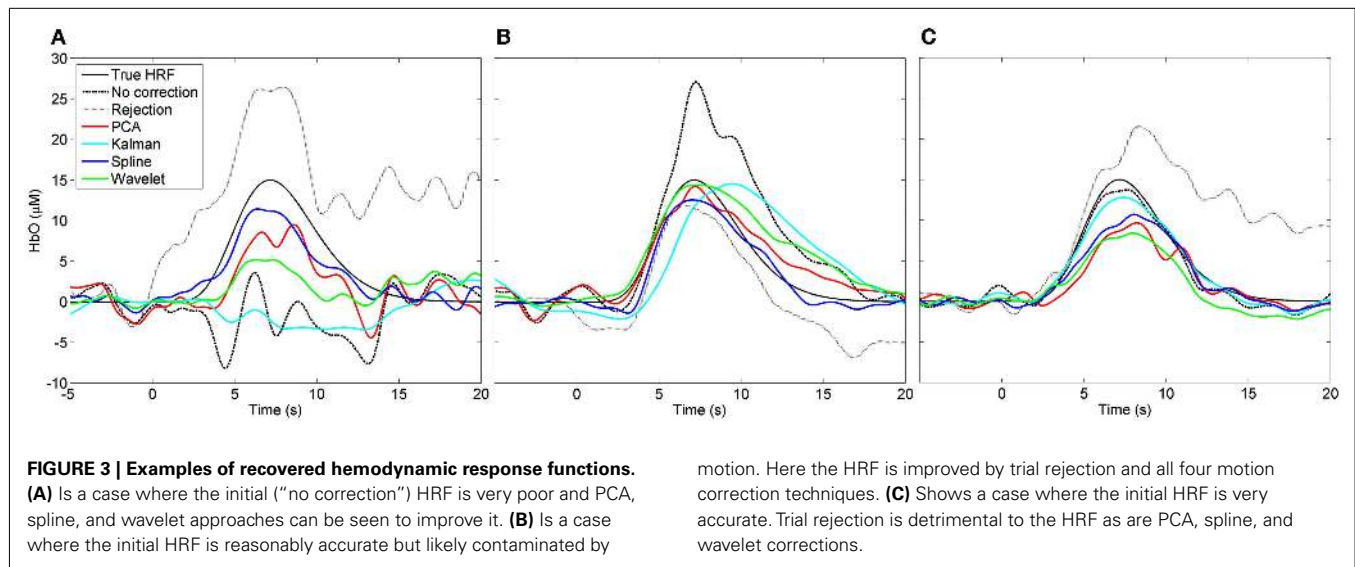 A
B
C
30
25
20
15
10
5
0
-5
-10
HbO (μM)
True HRF
No correction
Rejection
PCA
Kalman
Spline
Wavelet
-5 0 5 10 15 20
0 5 10 15 20
0 5 10 15 20
Time (s)
Time (s)
Time (s)
FIGURE 3 | Examples of recovered hemodynamic response functions.
(A) Is a case where the initial (“no correction”) HRF is very poor and PCA,
spline, and wavelet approaches can be seen to improve it. (B) Is a case
where the initial HRF is reasonably accurate but likely contaminated by
motion. Here the HRF is improved by trial rejection and all four motion
correction techniques. (C) Shows a case where the initial HRF is very
accurate. Trial rejection is detrimental to the HRF as are PCA, spline, and
wavelet corrections.